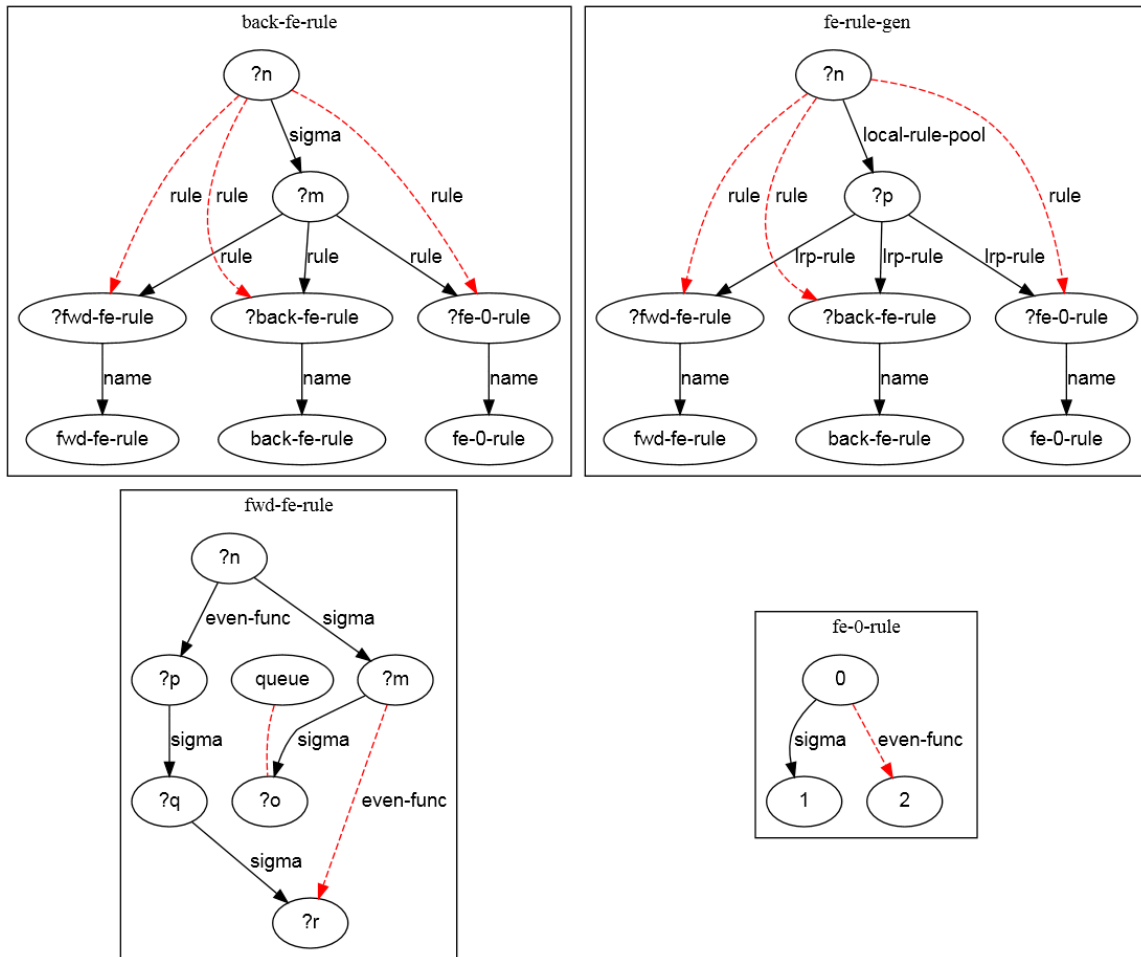 back-fe-rule
?n
sigma
rule
rule
rule
?m
rule
rule
rule
?fwd-fe-rule
?back-fe-rule
?fe-0-rule
name
name
name
fwd-fe-rule
back-fe-rule
fe-0-rule
fe-rule-gen
?n
local-rule-pool
rule
rule
rule
?p
lrp-rule
lrp-rule
lrp-rule
?fwd-fe-rule
?back-fe-rule
?fe-0-rule
name
name
name
fwd-fe-rule
back-fe-rule
fe-0-rule
fwd-fe-rule
?n
even-func
sigma
?p
queue
?m
sigma
sigma
even-func
?q
?o
sigma
?r
fe-0-rule
0
sigma
even-func
1
2